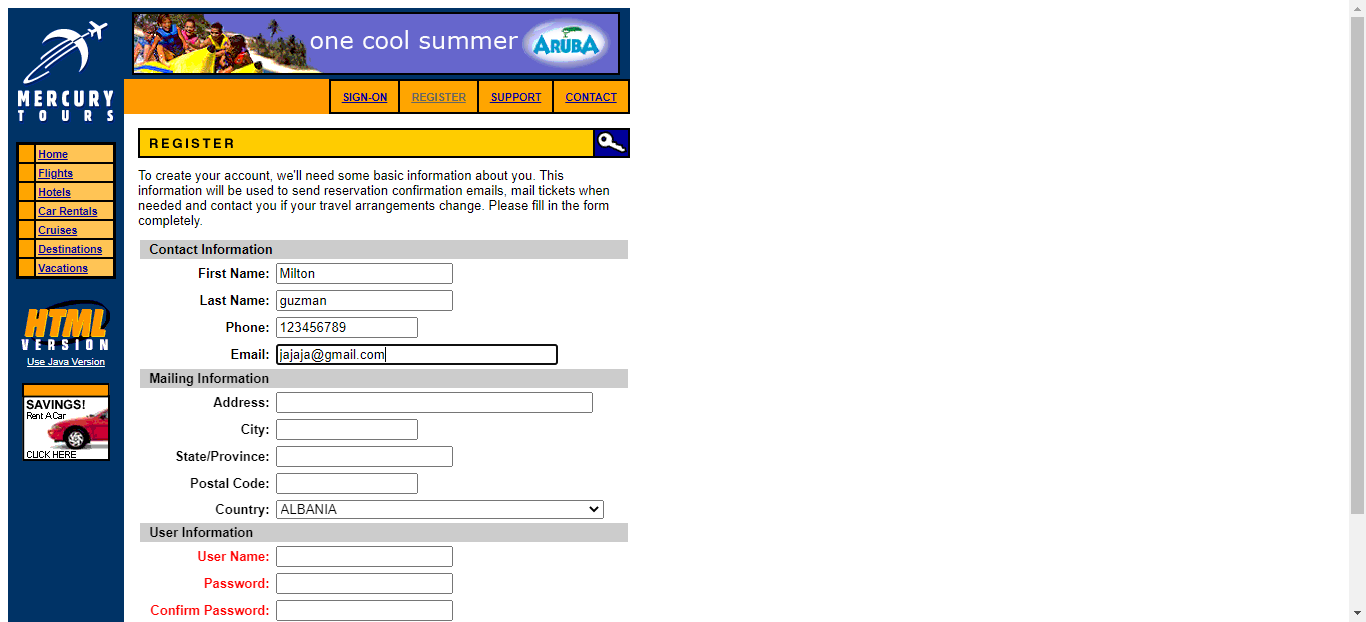 MERCURY
TOURS
one cool summer ARUBA
SIGN-ON REGISTER SUPPORT CONTACT
Home
Flights
Hotels
Car Rentals
Cruises
Destinations
Vacations
HTML
VERSION
Use Java Version
SAVINGS!
Rent A Car
CLICK HERE
REGISTER
To create your account, we'll need some basic information about you. This
information will be used to send reservation confirmation emails, mail tickets when
needed and contact you if your travel arrangements change. Please fill in the form
completely.
Contact Information
First Name: Milton
Last Name: guzman
Phone: 123456789
Email: jajaja@gmail.com
Mailing Information
Address:
City:
State/Province:
Postal Code:
Country: ALBANIA
User Information
User Name:
Password:
Confirm Password: